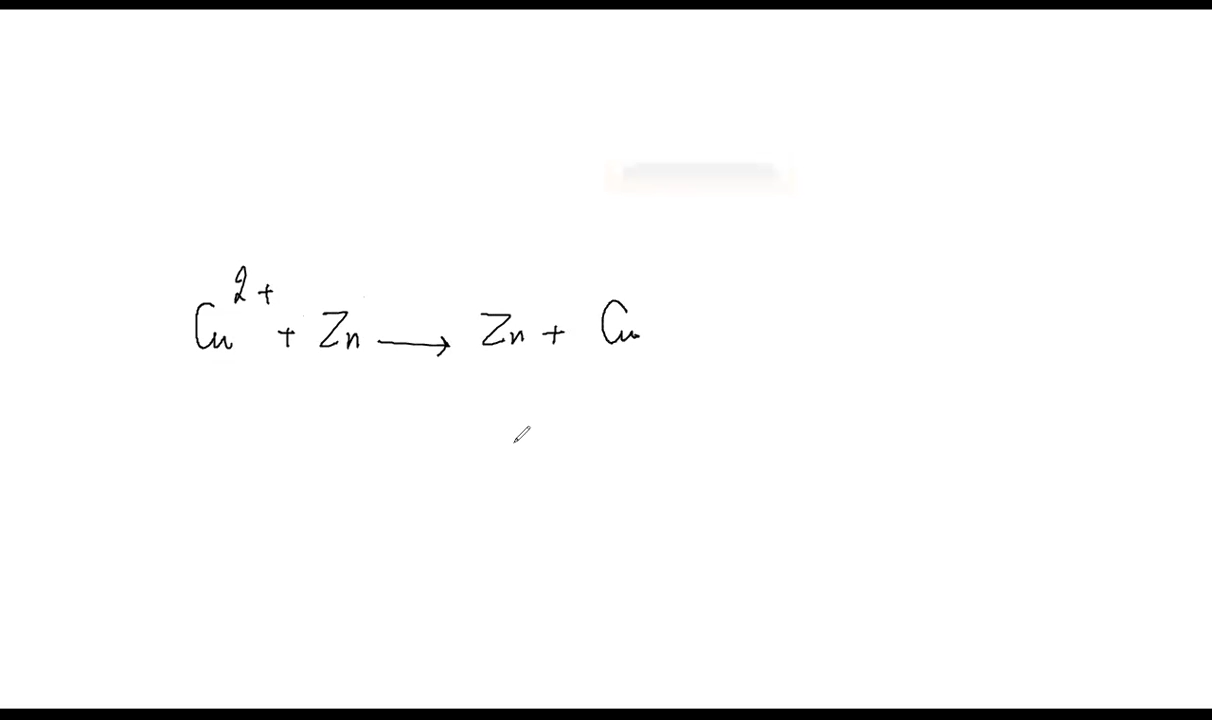 Cu²⁺ + Zn ⟶ Zn + Cu